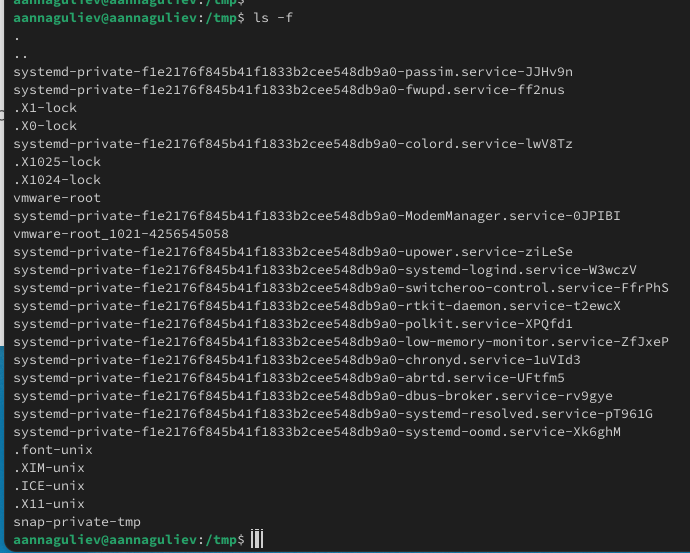 aannaguliev@aannaguliev:/tmp$
aannaguliev@aannaguliev:/tmp$ ls -f
.
..
systemd-private-f1e2176f845b41f1833b2cee548db9a0-passim.service-JJHv9n
systemd-private-f1e2176f845b41f1833b2cee548db9a0-fwupd.service-ff2nus
.X1-lock
.X0-lock
systemd-private-f1e2176f845b41f1833b2cee548db9a0-colord.service-lwV8Tz
.X1025-lock
.X1024-lock
vmware-root
systemd-private-f1e2176f845b41f1833b2cee548db9a0-ModemManager.service-0JPIBI
vmware-root_1021-4256545058
systemd-private-f1e2176f845b41f1833b2cee548db9a0-upower.service-ziLeSe
systemd-private-f1e2176f845b41f1833b2cee548db9a0-systemd-logind.service-W3wczV
systemd-private-f1e2176f845b41f1833b2cee548db9a0-switcheroo-control.service-FfrPhS
systemd-private-f1e2176f845b41f1833b2cee548db9a0-rtkit-daemon.service-t2ewcX
systemd-private-f1e2176f845b41f1833b2cee548db9a0-polkit.service-XPQfd1
systemd-private-f1e2176f845b41f1833b2cee548db9a0-low-memory-monitor.service-ZfJxeP
systemd-private-f1e2176f845b41f1833b2cee548db9a0-chronyd.service-1uVId3
systemd-private-f1e2176f845b41f1833b2cee548db9a0-abrtd.service-UFtfm5
systemd-private-f1e2176f845b41f1833b2cee548db9a0-dbus-broker.service-rv9gye
systemd-private-f1e2176f845b41f1833b2cee548db9a0-systemd-resolved.service-pT961G
systemd-private-f1e2176f845b41f1833b2cee548db9a0-systemd-oomd.service-Xk6ghM
.font-unix
.XIM-unix
.ICE-unix
.X11-unix
snap-private-tmp
aannaguliev@aannaguliev:/tmp$